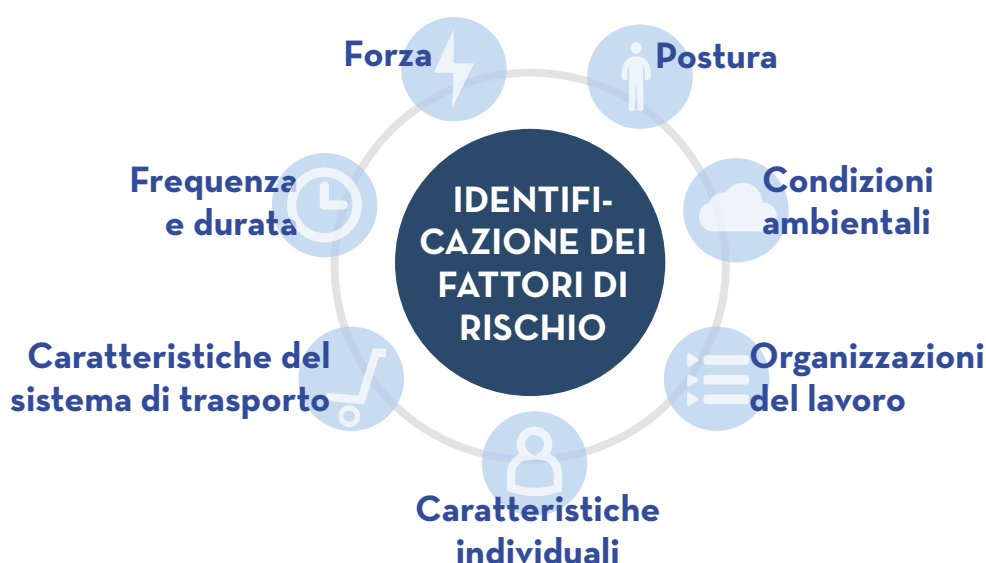 Forza
Postura
Frequenza
e durata
Condizioni
ambientali
IDENTIFI-
CAZIONE DEI
FATTORI DI
RISCHIO
Caratteristiche del
sistema di trasporto
Organizzazioni
del lavoro
Caratteristiche
individuali